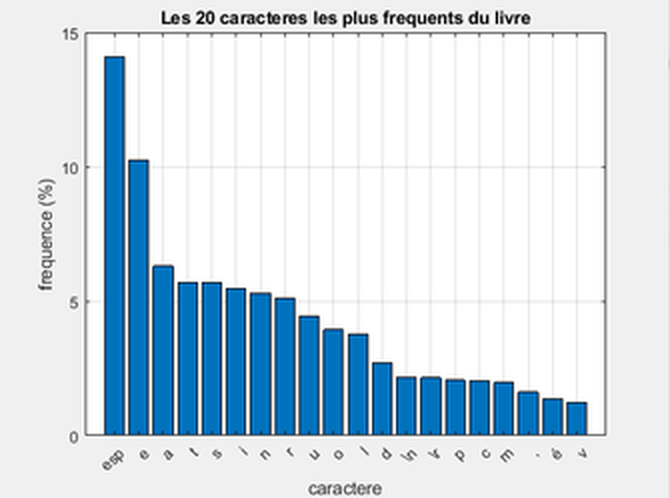 Les 20 caracteres les plus frequents du livre
15
10
5
0
frequence (%)
esp e a t s i n r u o l d \n \r p c m . é v
caractere